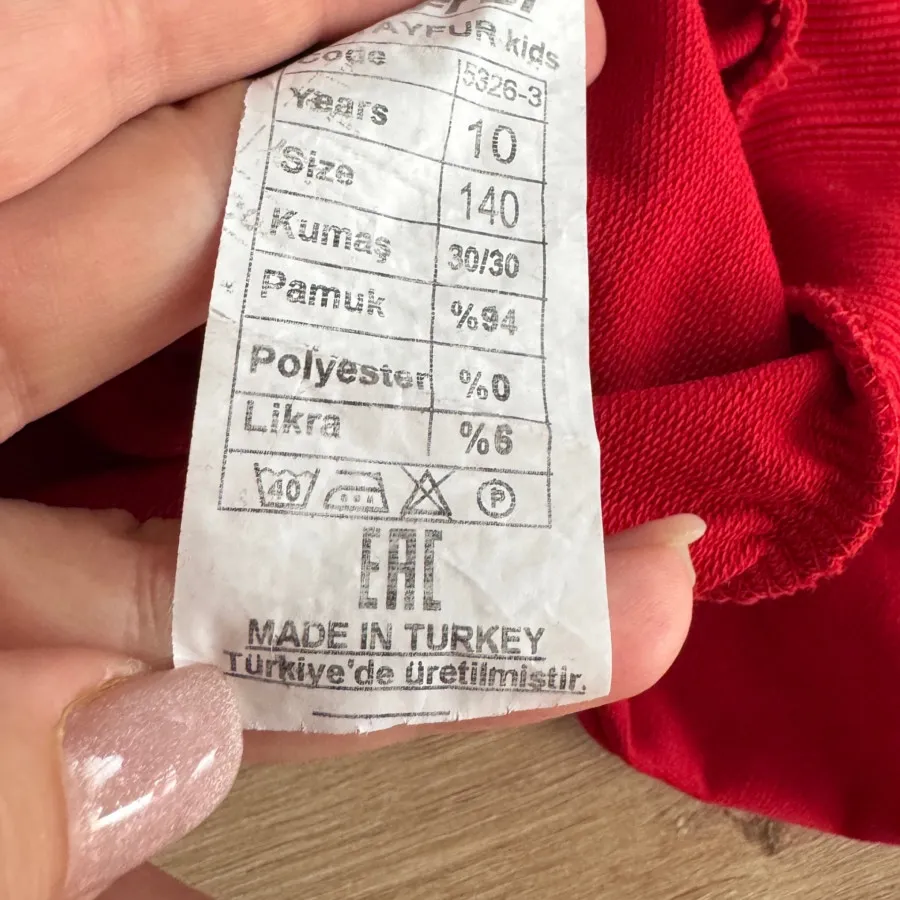 AYFUR kids
Code 5326-3
Years 10
Size 140
Kumaş 30/30
Pamuk %94
Polyester %0
Likra %6
40 P
EAC
MADE IN TURKEY
Türkiye'de üretilmiştir.